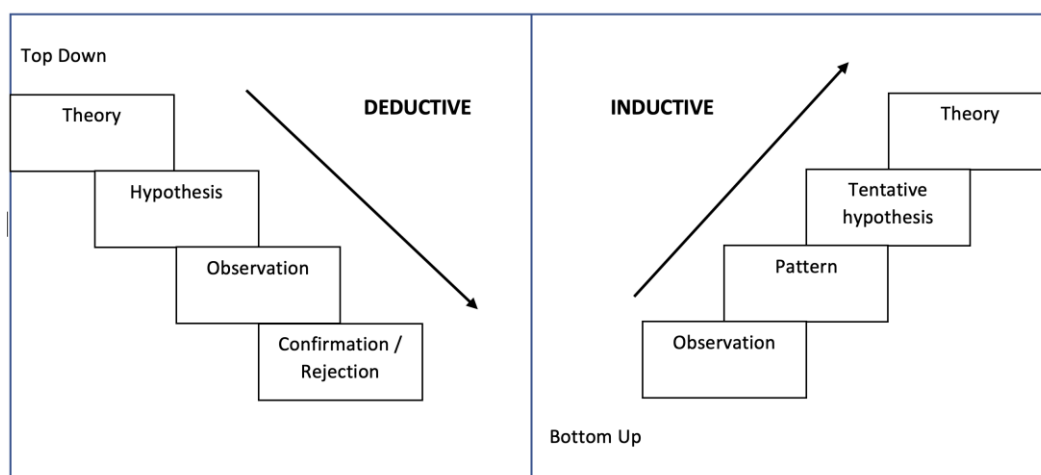 Top Down
Theory
DEDUCTIVE
Hypothesis
Observation
Confirmation /
Rejection
INDUCTIVE
Theory
Tentative
hypothesis
Pattern
Observation
Bottom Up